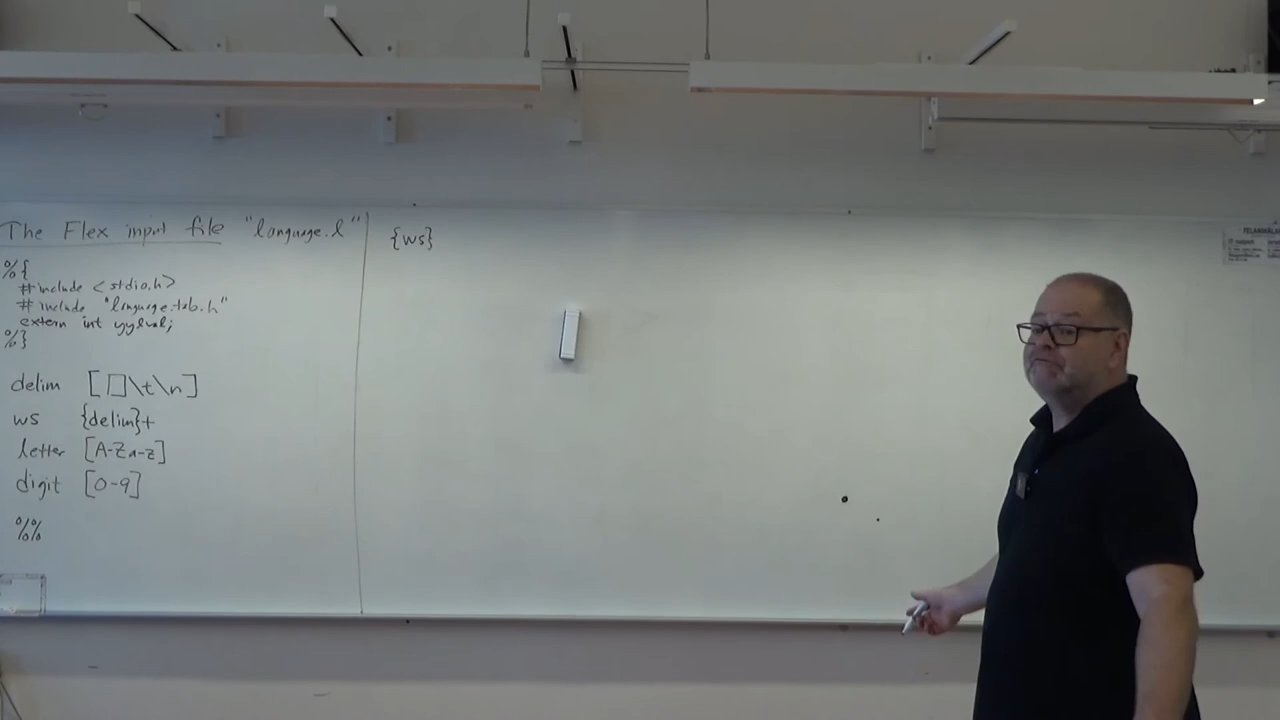 The Flex input file "language.l"
%{
#include <stdio.h>
#include "language.tab.h"
extern int yylval;
%}
delim [□\t\n]
ws {delim}+
letter [A-Za-z]
digit [0-9]
%%
{ws}
FELANMÄLAN